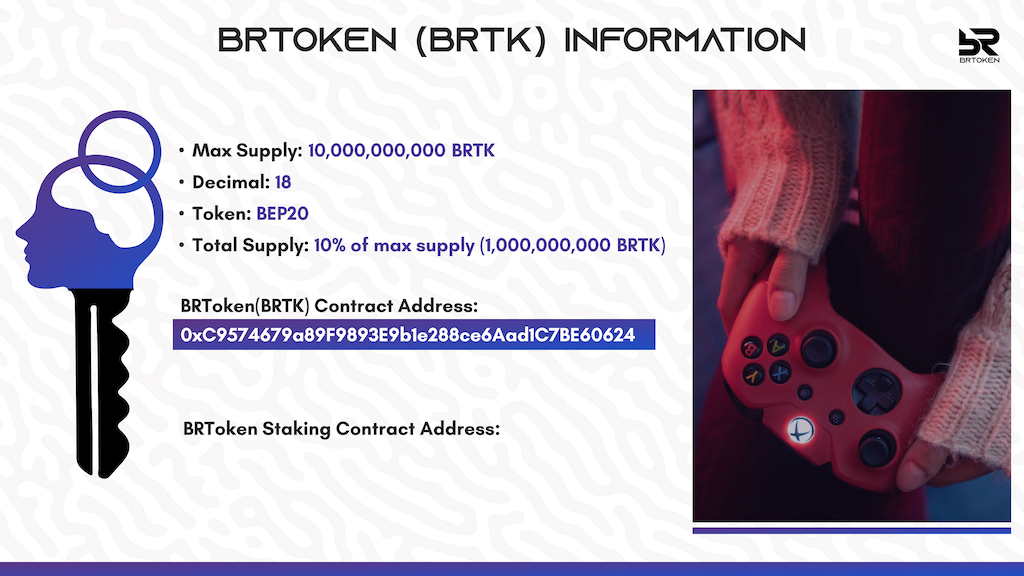 BRTOKEN (BRTK) INFORMATION
BR
BRTOKEN
• Max Supply: 10,000,000,000 BRTK
• Decimal: 18
• Token: BEP20
• Total Supply: 10% of max supply (1,000,000,000 BRTK)
BRToken(BRTK) Contract Address:
0xC9574679a89F9893E9b1e288ce6Aad1C7BE60624
BRToken Staking Contract Address:
B A
Y X